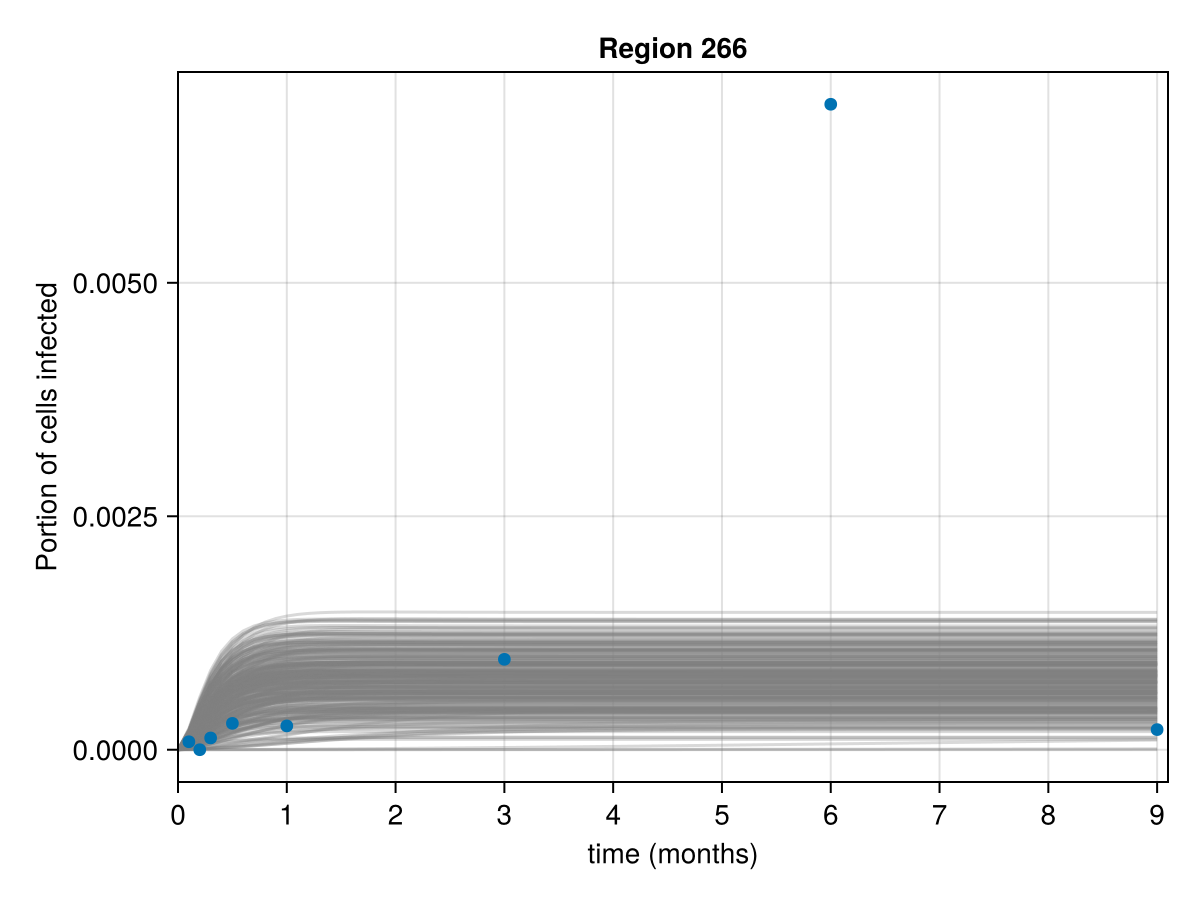 Region 266
Portion of cells infected
0.0050
0.0025
0.0000
0 1 2 3 4 5 6 7 8 9
time (months)